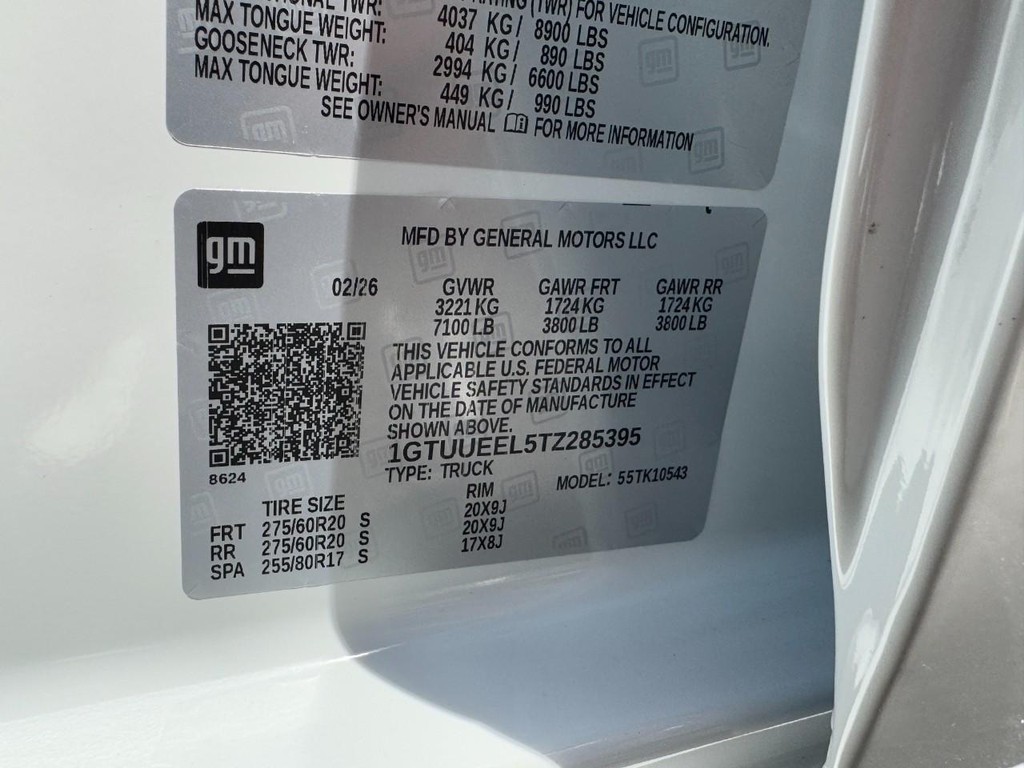 TWR:
(TWR) FOR VEHICLE CONFIGURATION.
MAX TONGUE WEIGHT: 4037 KG/ 8900 LBS
GOOSENECK TWR: 404 KG/ 890 LBS
MAX TONGUE WEIGHT: 2994 KG/ 6600 LBS
449 KG/ 990 LBS
SEE OWNER'S MANUAL FOR MORE INFORMATION
gm
MFD BY GENERAL MOTORS LLC
02/26 GVWR GAWR FRT GAWR RR
3221 KG 1724 KG 1724 KG
7100 LB 3800 LB 3800 LB
THIS VEHICLE CONFORMS TO ALL
APPLICABLE U.S. FEDERAL MOTOR
VEHICLE SAFETY STANDARDS IN EFFECT
ON THE DATE OF MANUFACTURE
SHOWN ABOVE.
1GTUUEEL5TZ285395
8624
TYPE: TRUCK MODEL: 55TK10543
TIRE SIZE RIM
FRT 275/60R20 S 20X9J
RR 275/60R20 S 20X9J
SPA 255/80R17 S 17X8J